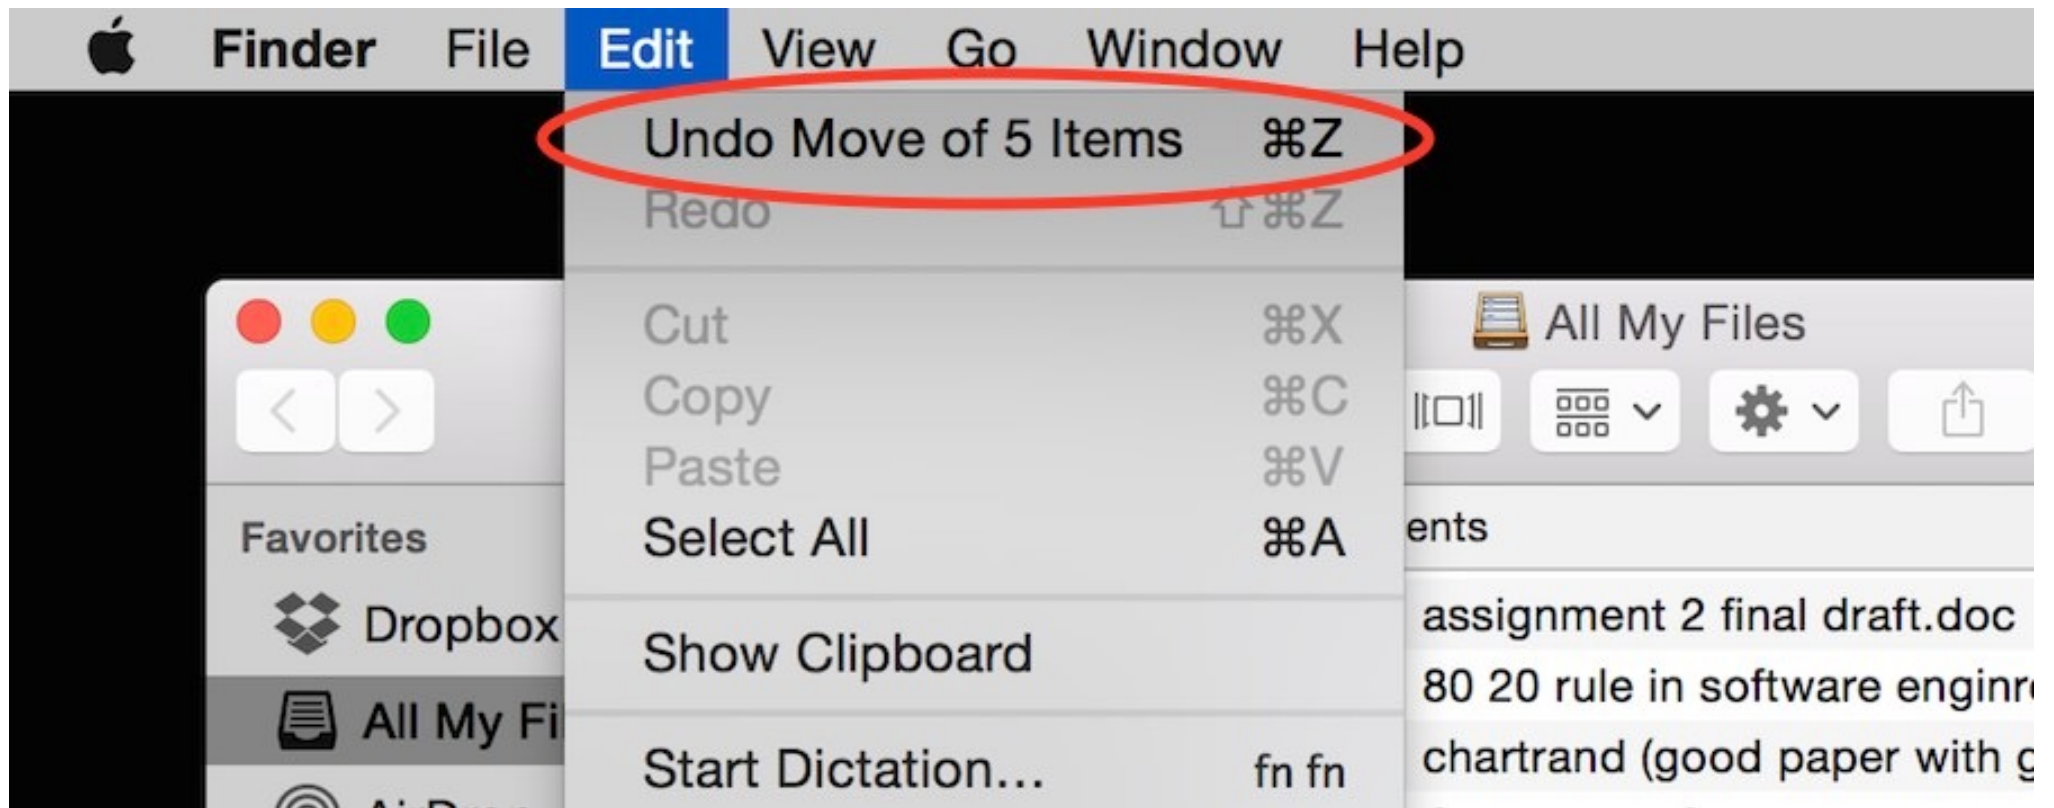 Finder File Edit View Go Window Help
Undo Move of 5 Items ⌘Z
Redo ⇧⌘Z
Cut ⌘X
Copy ⌘C
Paste ⌘V
Select All ⌘A
Show Clipboard
Start Dictation... fn fn
All My Files
Favorites
Dropbox
All My Fi
ents
assignment 2 final draft.doc
80 20 rule in software enginr
chartrand (good paper with g